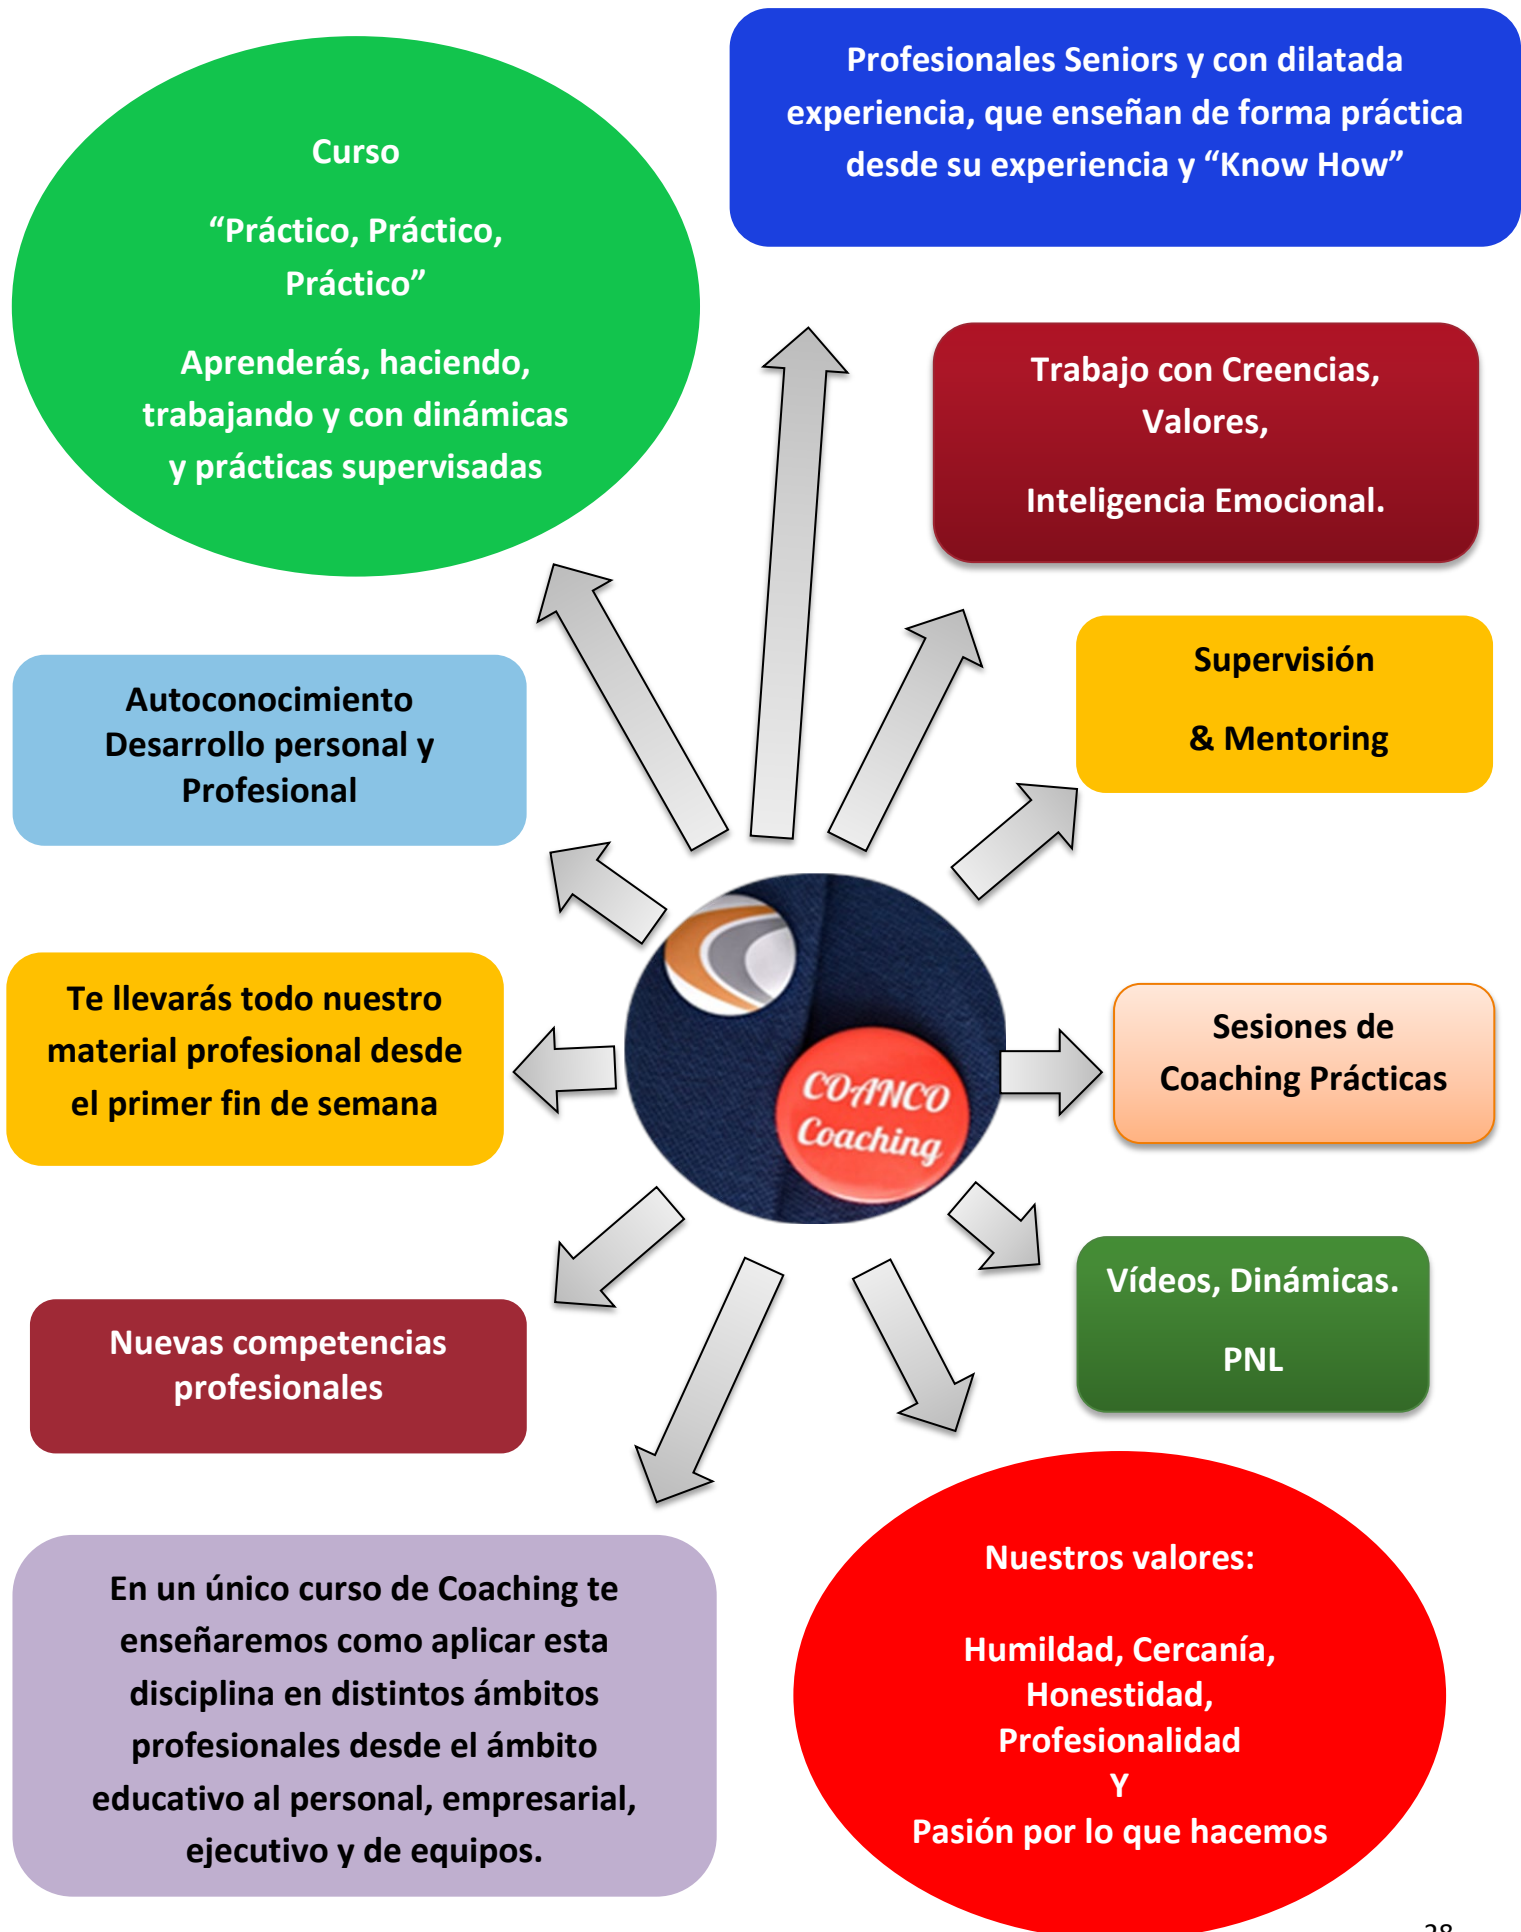 Curso
“Práctico, Práctico,
Práctico”
Aprenderás, haciendo,
trabajando y con dinámicas
y prácticas supervisadas
Profesionales Seniors y con dilatada
experiencia, que enseñan de forma práctica
desde su experiencia y “Know How”
Trabajo con Creencias,
Valores,
Inteligencia Emocional.
Autoconocimiento
Desarrollo personal y
Profesional
Supervisión
& Mentoring
Te llevarás todo nuestro
material profesional desde
el primer fin de semana
COANCO
Coaching
Sesiones de
Coaching Prácticas
Nuevas competencias
profesionales
Vídeos, Dinámicas.
PNL
En un único curso de Coaching te
enseñaremos como aplicar esta
disciplina en distintos ámbitos
profesionales desde el ámbito
educativo al personal, empresarial,
ejecutivo y de equipos.
Nuestros valores:
Humildad, Cercanía,
Honestidad,
Profesionalidad
Y
Pasión por lo que hacemos